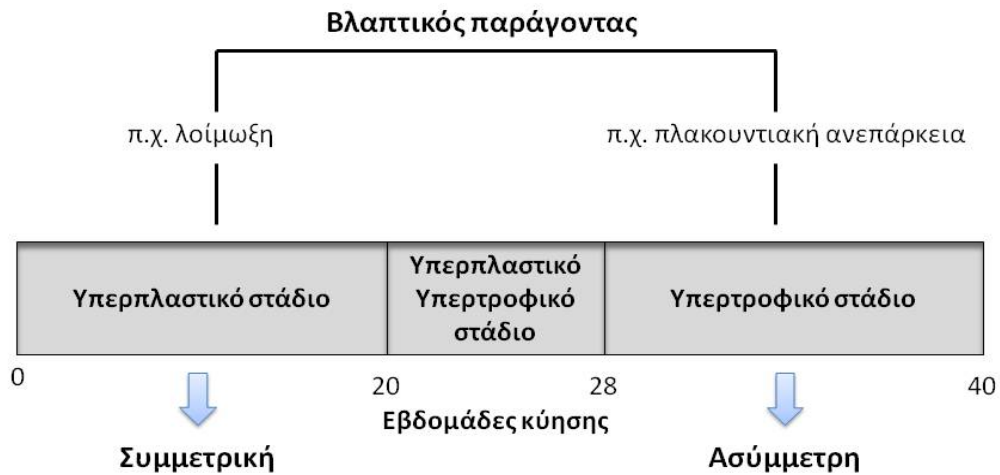 Βλαπτικός παράγοντας
π.χ. λοίμωξη
π.χ. πλακουντιακή ανεπάρκεια
Υπερπλαστικό στάδιο
Υπερπλαστικό
Υπερτροφικό
στάδιο
Υπερτροφικό στάδιο
0
20
28
40
Εβδομάδες κύησης
Συμμετρική
Ασύμμετρη